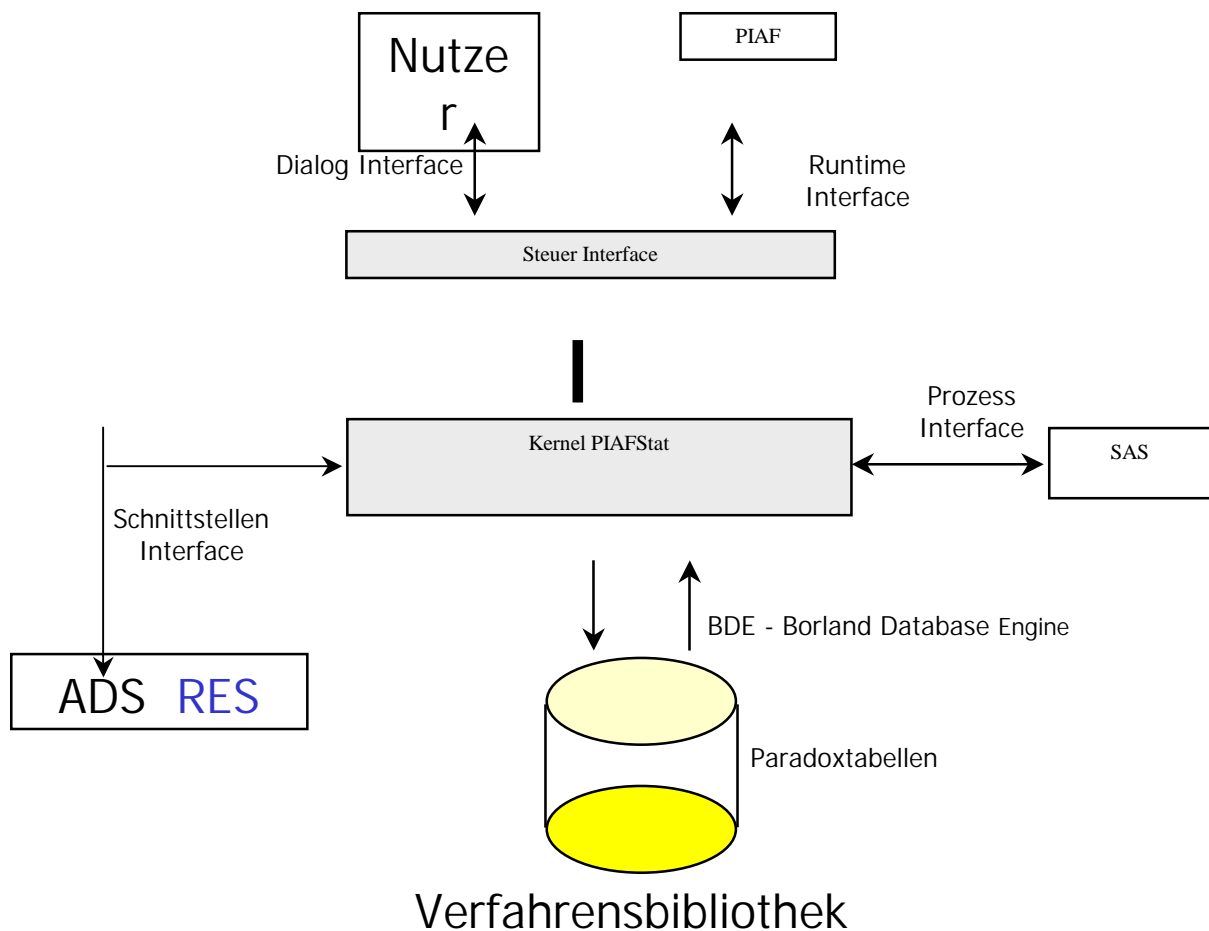 Nutze
r
PIAF
Dialog Interface
Runtime
Interface
Steuer Interface
Prozess
Interface
Kernel PIAFStat
SAS
Schnittstellen
Interface
BDE - Borland Database Engine
ADS RES
Paradoxtabellen
Verfahrensbibliothek